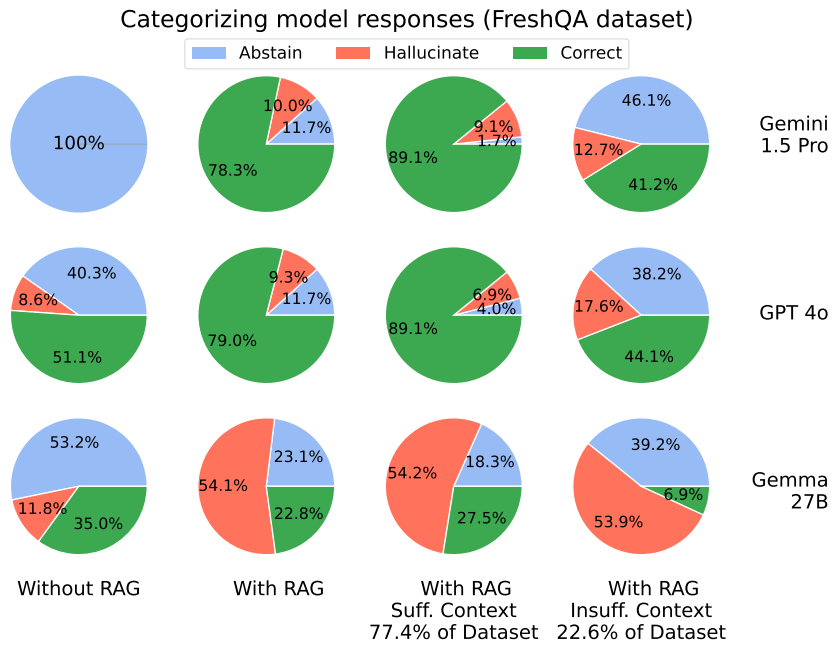 Categorizing model responses (FreshQA dataset)
Abstain Hallucinate Correct
100%
10.0%
11.7%
78.3%
9.1%
1.7%
89.1%
46.1%
12.7%
41.2%
Gemini
1.5 Pro
40.3%
8.6%
51.1%
9.3%
11.7%
79.0%
6.9%
4.0%
89.1%
38.2%
17.6%
44.1%
GPT 4o
53.2%
11.8%
35.0%
23.1%
54.1%
22.8%
18.3%
54.2%
27.5%
39.2%
6.9%
53.9%
Gemma
27B
Without RAG
With RAG
With RAG
Suff. Context
77.4% of Dataset
With RAG
Insuff. Context
22.6% of Dataset